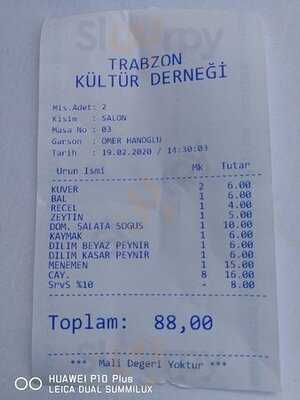 TRABZON
KÜLTÜR DERNEĞİ
Mis.Adet: 2
Kisim : SALON
Masa No : 03
Garson : OMER HANOGLU
Tarih : 19.02.2020 / 14:30:03
Urun Ismi Mk Tutar
KUVER 2 6.00
BAL 1 6.00
RECEL 1 4.00
ZEYTIN 1 5.00
DOM. SALATA SOGUS 1 10.00
KAYMAK 1 6.00
DILIM BEYAZ PEYNIR 1 6.00
DILIM KASAR PEYNIR 1 6.00
MENEMEN 1 15.00
CAY. 8 16.00
SrvS %10 - 8.00
Toplam: 88,00
*** Mali Degeri Yoktur ***
HUAWEI P10 Plus
LEICA DUAL SUMMILUX